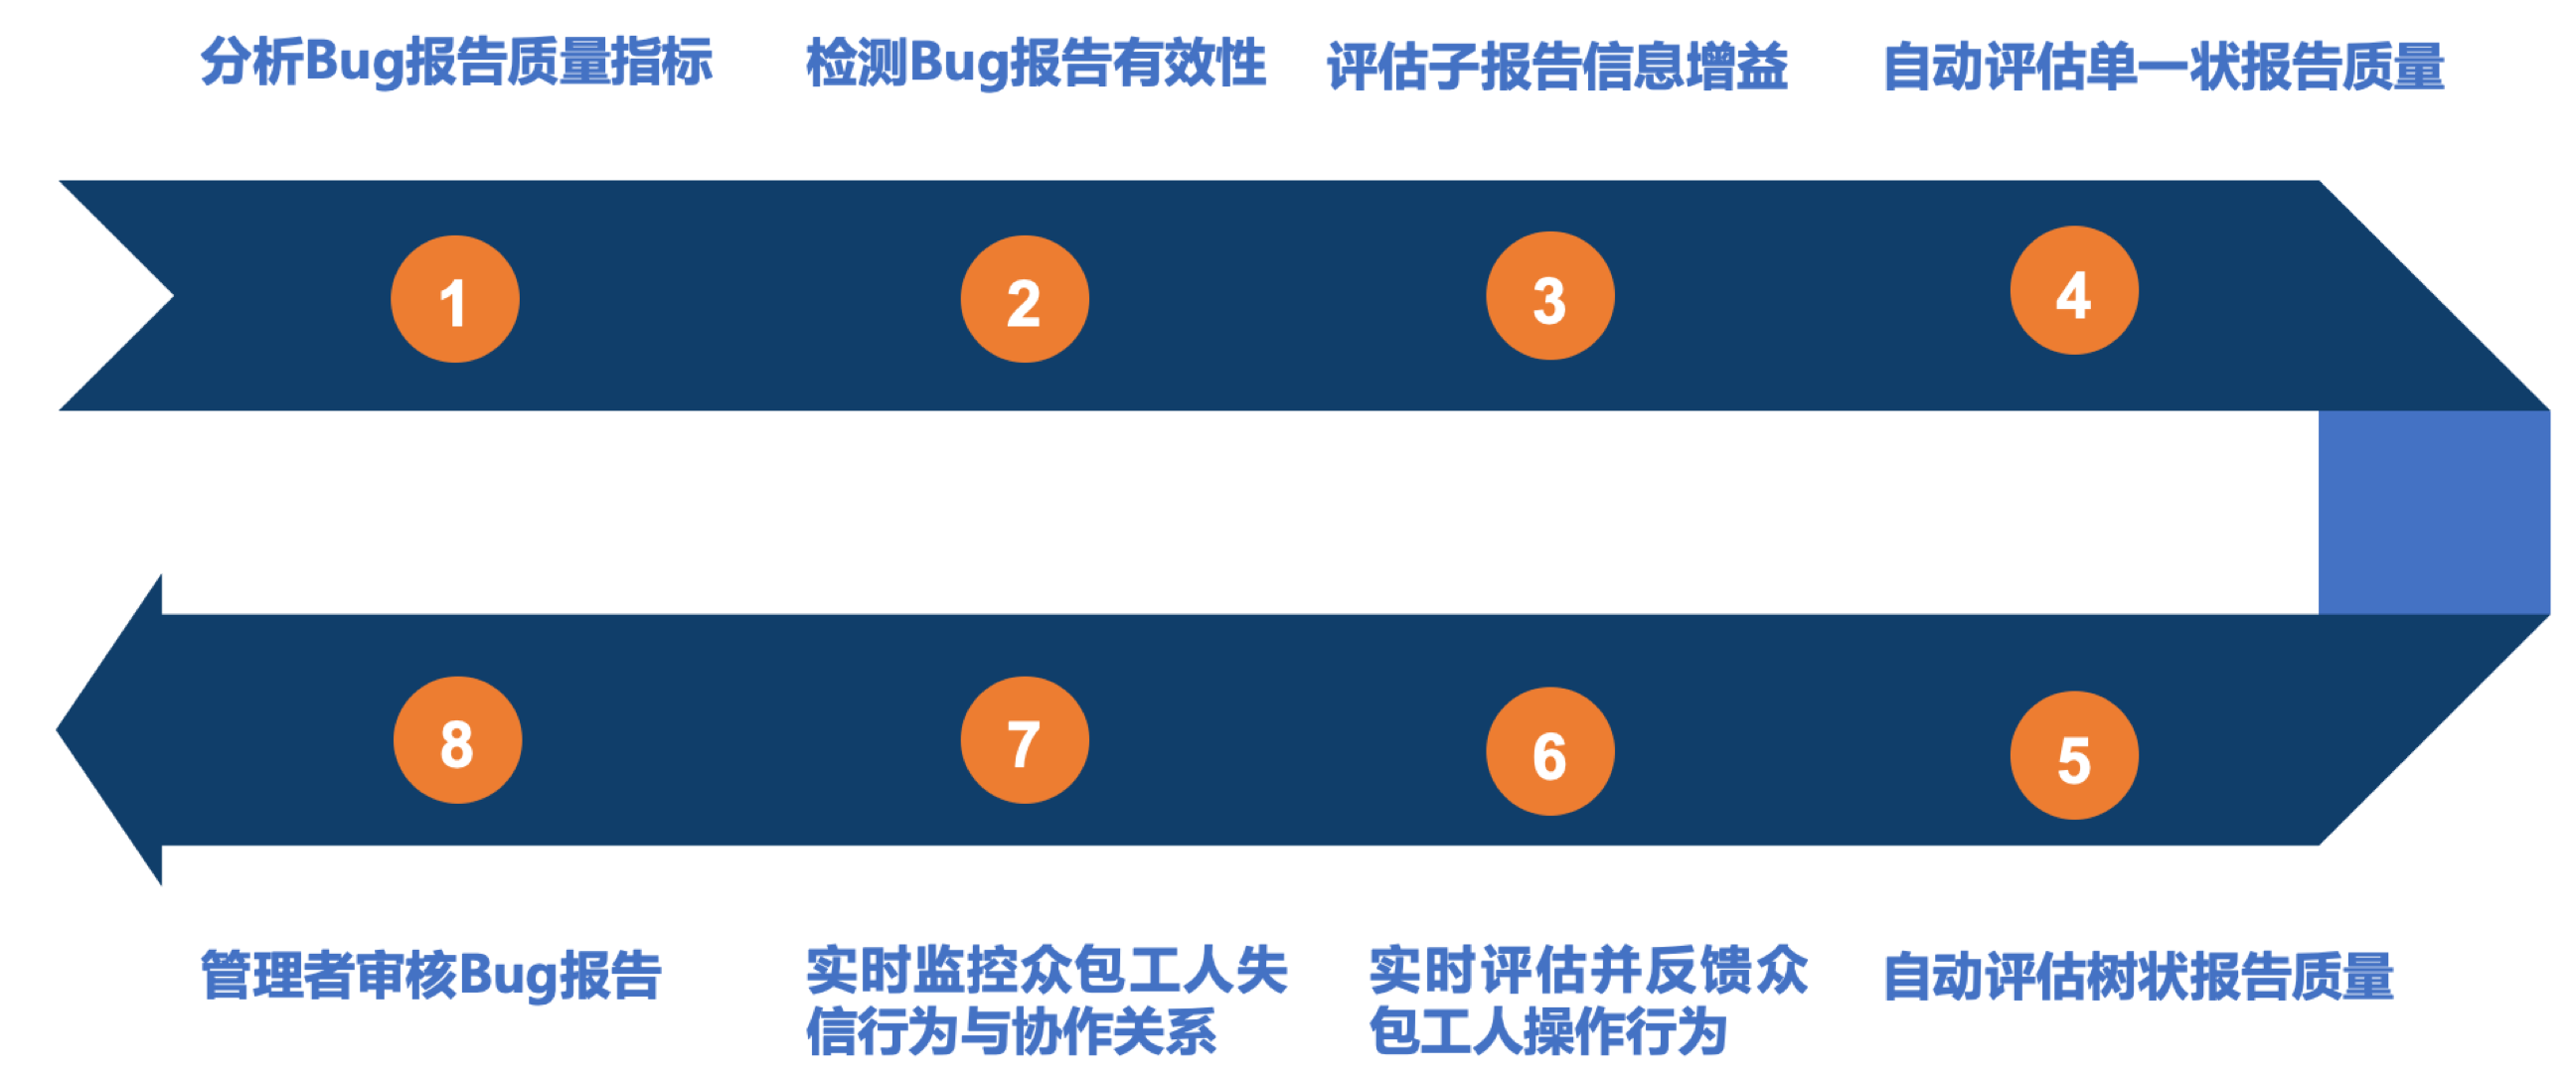 分析Bug报告质量指标
检测Bug报告有效性
评估子报告信息增益
自动评估单一状报告质量
1
2
3
4
8
7
6
5
管理者审核Bug报告
实时监控众包工人失
信行为与协作关系
实时评估并反馈众
包工人操作行为
自动评估树状报告质量